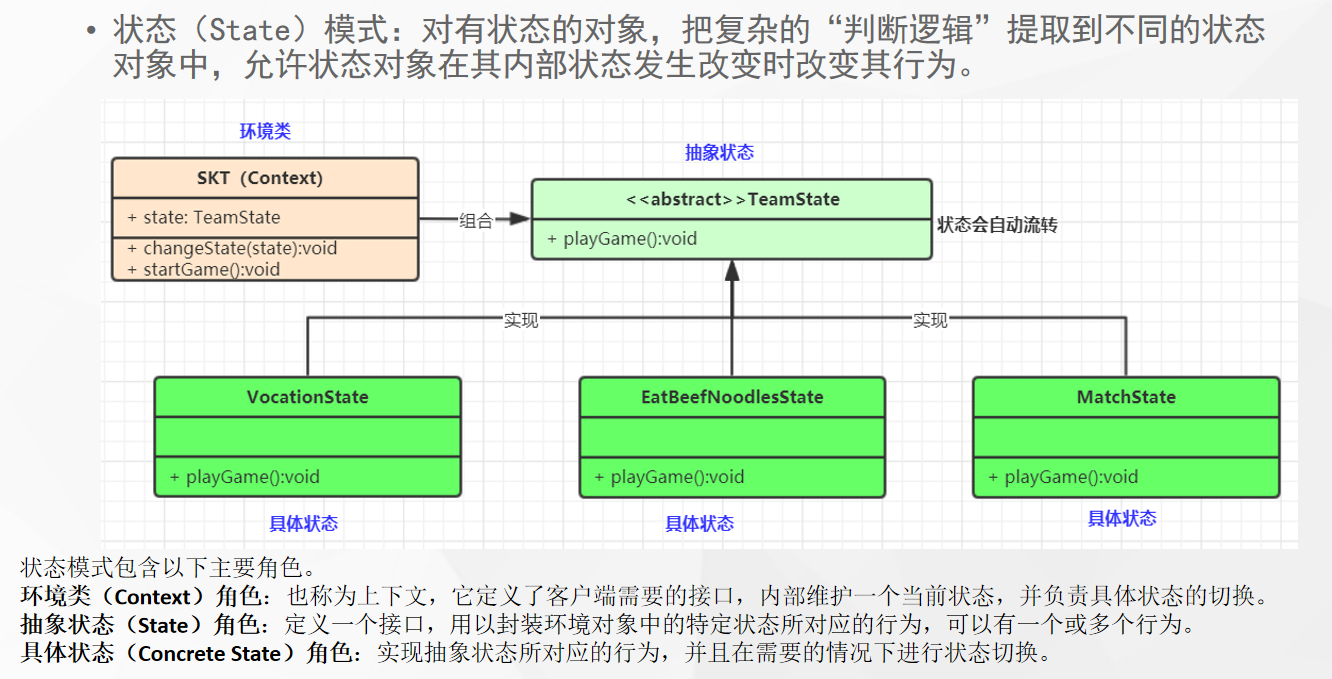 • 状态（State）模式：对有状态的对象，把复杂的“判断逻辑”提取到不同的状态
对象中，允许状态对象在其内部状态发生改变时改变其行为。
环境类
抽象状态
SKT（Context)
+ state: TeamState
+ changeState(state):void
+ startGame():void
组合
<<abstract>>TeamState
+ playGame():void
状态会自动流转
实现
实现
VocationState
+ playGame():void
EatBeefNoodlesState
+ playGame():void
MatchState
+ playGame():void
具体状态
具体状态
具体状态
状态模式包含以下主要角色。
环境类（Context）角色：也称为上下文，它定义了客户端需要的接口，内部维护一个当前状态，并负责具体状态的切换。
抽象状态（State）角色：定义一个接口，用以封装环境对象中的特定状态所对应的行为，可以有一个或多个行为。
具体状态（Concrete State）角色：实现抽象状态所对应的行为，并且在需要的情况下进行状态切换。